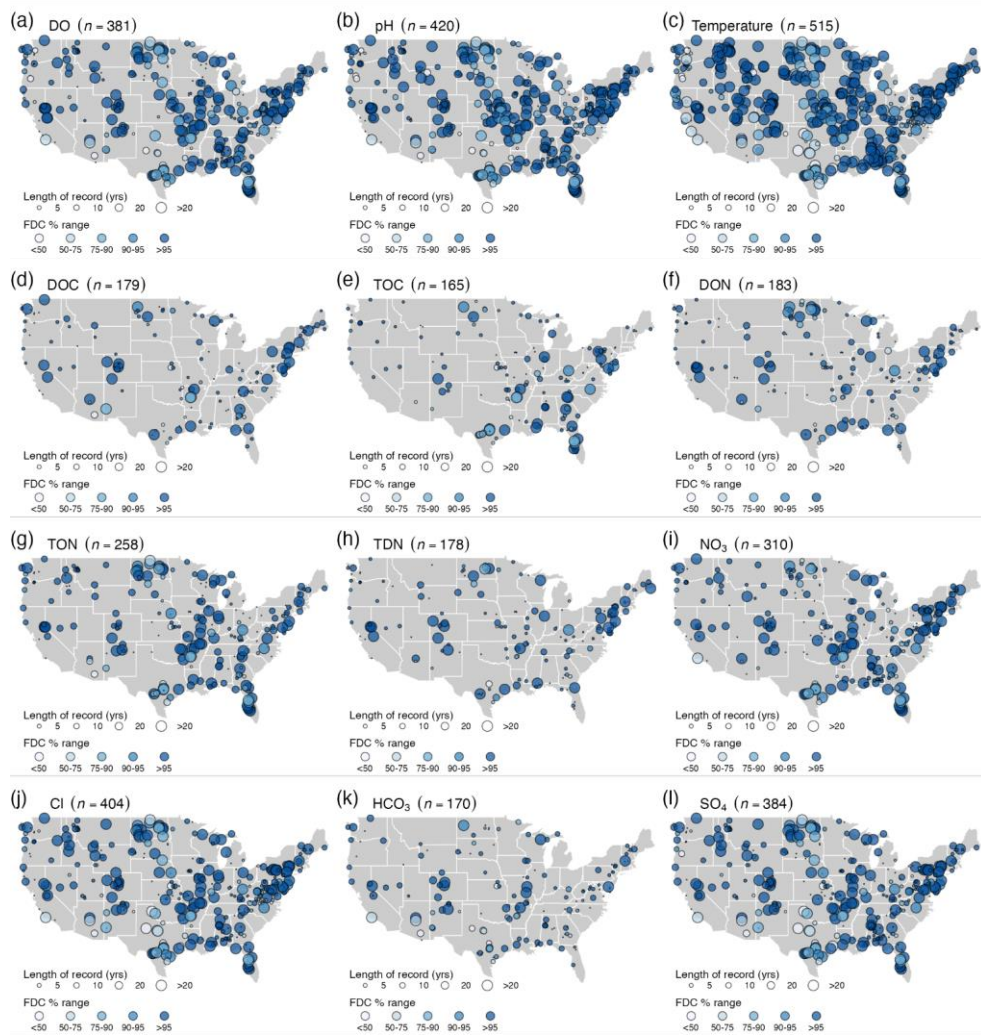 (a) DO (n = 381)
(b) pH (n = 420)
(c) Temperature (n = 515)
Length of record (yrs) Length of record (yrs) Length of record (yrs)
5 10 20 >20 5 10 20 >20 5 10 20 >20
FDC % range FDC % range FDC % range
<50 50-75 75-90 90-95 >95 <50 50-75 75-90 90-95 >95 <50 50-75 75-90 90-95 >95
(d) DOC (n = 179)
(e) TOC (n = 165)
(f) DON (n = 183)
Length of record (yrs) Length of record (yrs) Length of record (yrs)
5 10 20 >20 5 10 20 >20 5 10 20 >20
FDC % range FDC % range FDC % range
<50 50-75 75-90 90-95 >95 <50 50-75 75-90 90-95 >95 <50 50-75 75-90 90-95 >95
(g) TON (n = 258)
(h) TDN (n = 178)
(i) NO₃ (n = 310)
Length of record (yrs) Length of record (yrs) Length of record (yrs)
5 10 20 >20 5 10 20 >20 5 10 20 >20
FDC % range FDC % range FDC % range
<50 50-75 75-90 90-95 >95 <50 50-75 75-90 90-95 >95 <50 50-75 75-90 90-95 >95
(j) Cl (n = 404)
(k) HCO₃ (n = 170)
(l) SO₄ (n = 384)
Length of record (yrs) Length of record (yrs) Length of record (yrs)
5 10 20 >20 5 10 20 >20 5 10 20 >20
FDC % range FDC % range FDC % range
<50 50-75 75-90 90-95 >95 <50 50-75 75-90 90-95 >95 <50 50-75 75-90 90-95 >95